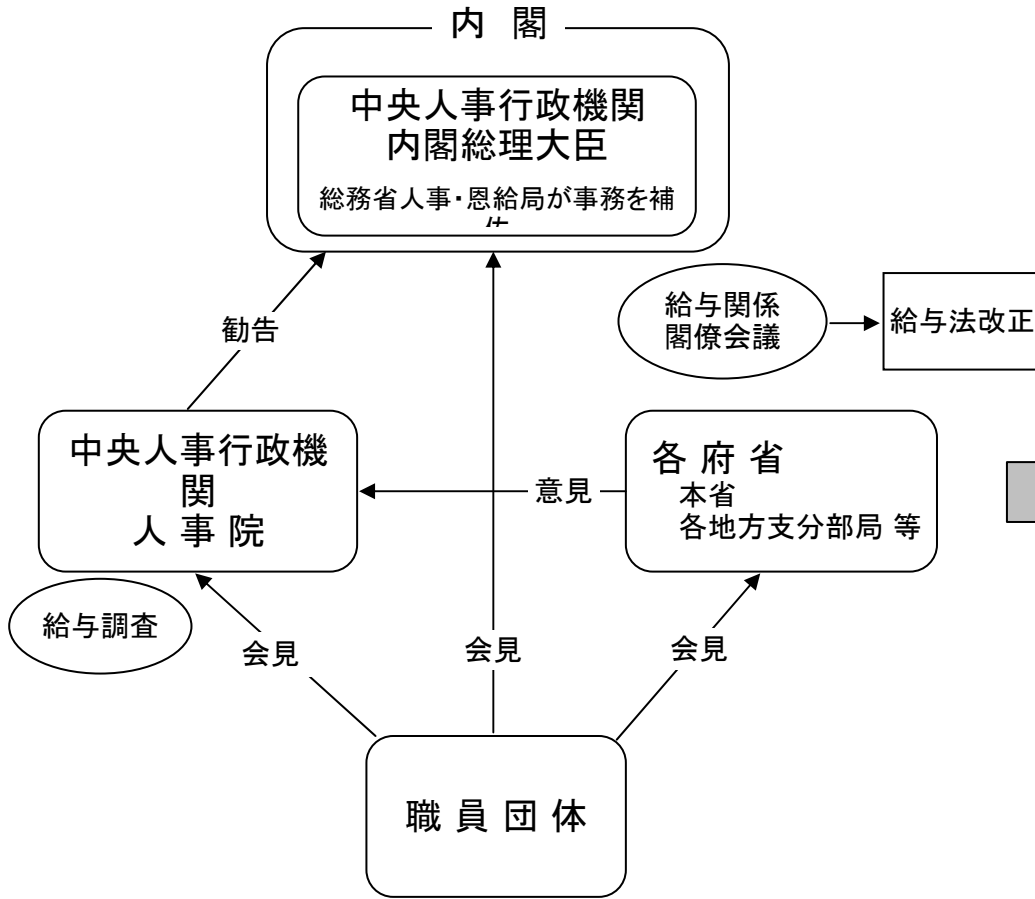 内 閣
中央人事行政機関
内閣総理大臣
総務省人事・恩給局が事務を補
給与関係
閣僚会議
給与法改正
勧告
中央人事行政機
関
人 事 院
意見
各 府 省
本省
各地方支分部局 等
給与調査
会見
会見
会見
職 員 団 体